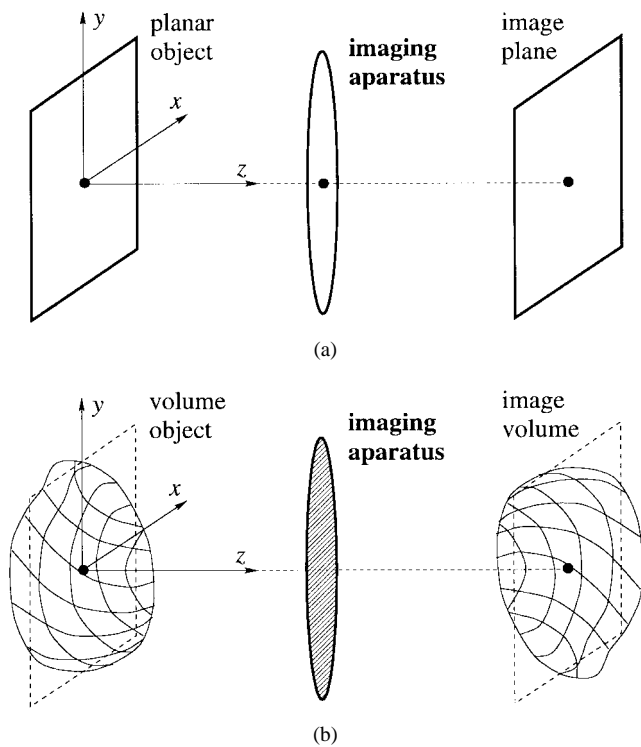 y
planar
object
imaging
aparatus
image
plane
x
z
(a)
y
volume
object
imaging
aparatus
image
volume
x
z
(b)